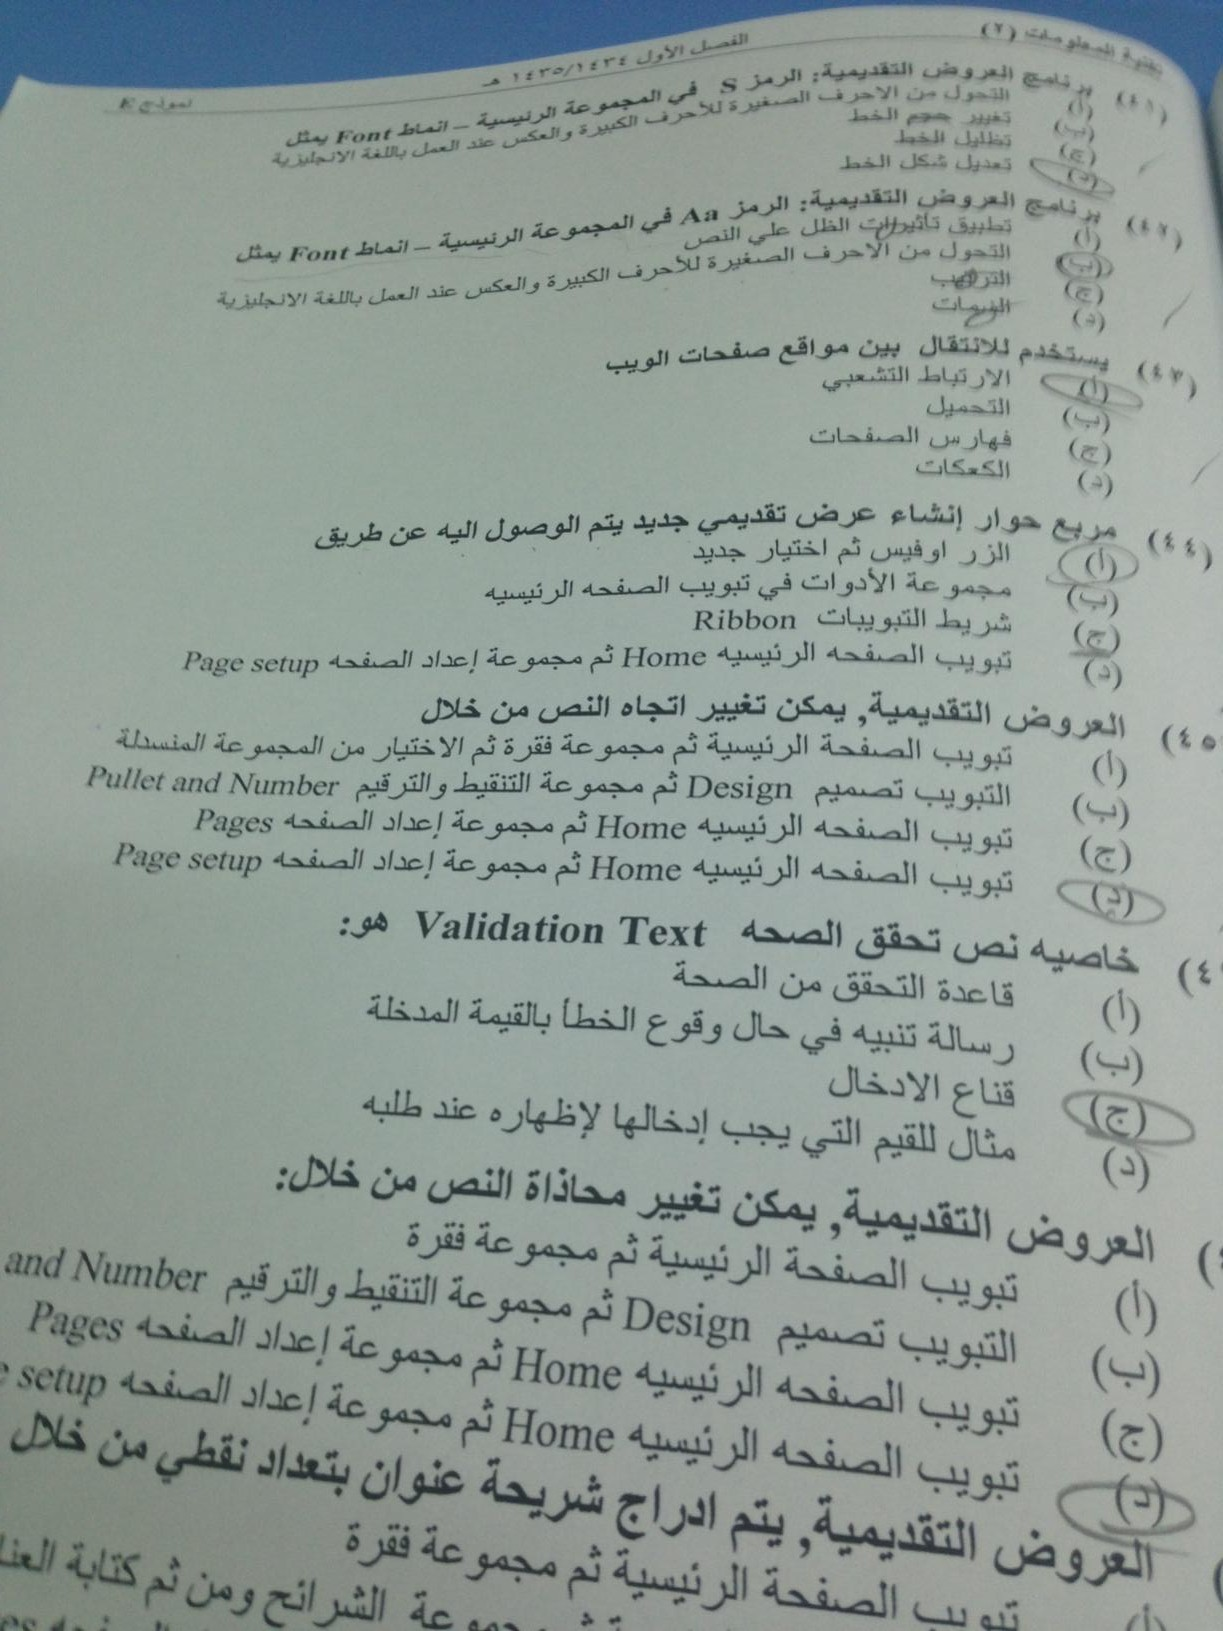 تقنية المعلومات (٢)
الفصل الأول ١٤٣٤/١٤٣٥ هـ
نموذج E
(٤١) برنامج العروض التقديمية: الرمز S في المجموعة الرئيسية – انماط Font يمثل
(أ) التحول من الاحرف الصغيرة للأحرف الكبيرة والعكس عند العمل باللغة الانجليزية
(ب) تغيير حجم الخط
(ج) تظليل الخط
(د) تعديل شكل الخط
(٤٢) برنامج العروض التقديمية: الرمز Aa في المجموعة الرئيسية – انماط Font يمثل
(أ) تطبيق تأثيرات الظل علي النص
(ب) التحول من الاحرف الصغيرة للأحرف الكبيرة والعكس عند العمل باللغة الانجليزية
(ج)
(د)
(٤٣) يستخدم للانتقال بين مواقع صفحات الويب
(أ) الارتباط التشعبي
(ب) التحميل
(ج) فهارس الصفحات
(د) الكعكات
(٤٤) مربع حوار إنشاء عرض تقديمي جديد يتم الوصول اليه عن طريق
(أ) الزر اوفيس ثم اختيار جديد
(ب) مجموعة الأدوات في تبويب الصفحه الرئيسيه
(ج) شريط التبويبات Ribbon
(د) تبويب الصفحه الرئيسيه Home ثم مجموعة إعداد الصفحه Page setup
(٤٥ العروض التقديمية, يمكن تغيير اتجاه النص من خلال
(أ) تبويب الصفحة الرئيسية ثم مجموعة فقرة ثم الاختيار من المجموعة المنسدلة
(ب) التبويب تصميم Design ثم مجموعة التنقيط والترقيم Pullet and Number
(ج) تبويب الصفحه الرئيسيه Home ثم مجموعة إعداد الصفحه Pages
(د) تبويب الصفحه الرئيسيه Home ثم مجموعة إعداد الصفحه Page setup
خاصيه نص تحقق الصحه Validation Text هو:
(أ) قاعدة التحقق من الصحة
(ب) رسالة تنبيه في حال وقوع الخطأ بالقيمة المدخلة
(ج) قناع الادخال
(د) مثال للقيم التي يجب إدخالها لإظهاره عند طلبه
العروض التقديمية, يمكن تغيير محاذاة النص من خلال:
(أ) تبويب الصفحة الرئيسية ثم مجموعة فقرة
(ب) التبويب تصميم Design ثم مجموعة التنقيط والترقيم and Number
(ج) تبويب الصفحه الرئيسيه Home ثم مجموعة إعداد الصفحه Pages
(د) تبويب الصفحه الرئيسيه Home ثم مجموعة إعداد الصفحه setup
العروض التقديمية, يتم ادراج شريحة عنوان بتعداد نقطي من خلال
(أ) تبويب الصفحة الرئيسية ثم مجموعة فقرة
مجموعة الشرائح ومن ثم كتابة